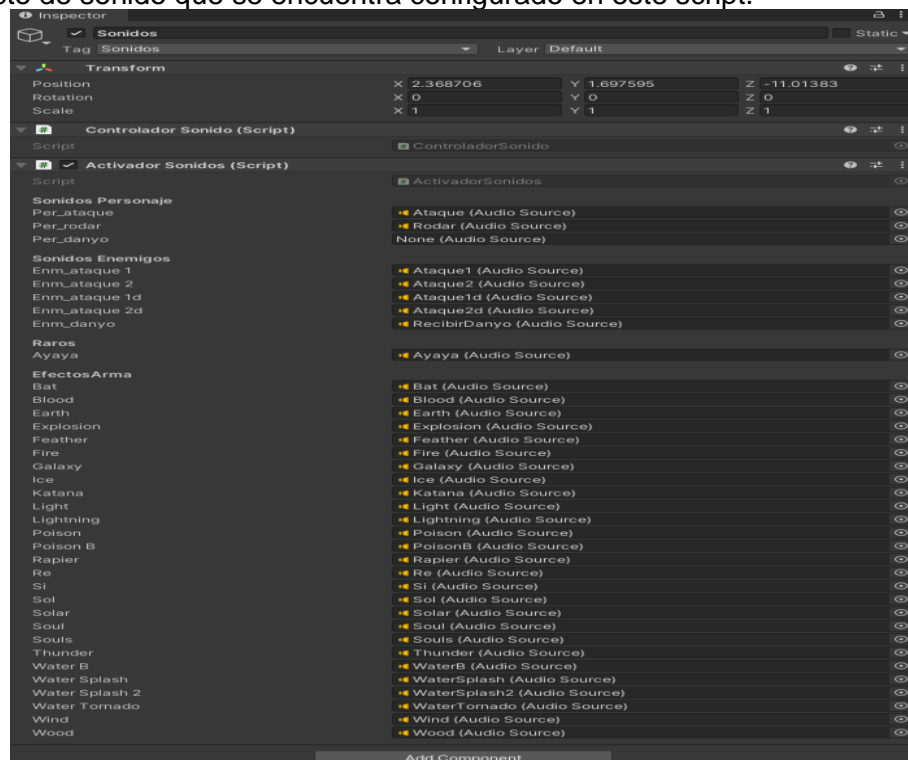 de sonido que se encuentra configurado en este script.
Inspector
Sonidos Static
Tag Sonidos Layer Default
Transform
Position X 2.368706 Y 1.697595 Z -11.01383
Rotation X 0 Y 0 Z 0
Scale X 1 Y 1 Z 1
# Controlador Sonido (Script)
Script # ControladorSonido
# Activador Sonidos (Script)
Script # ActivadorSonidos
Sonidos Personaje
Per_ataque Ataque (Audio Source)
Per_rodar Rodar (Audio Source)
Per_danyo None (Audio Source)
Sonidos Enemigos
Enm_ataque 1 Ataque1 (Audio Source)
Enm_ataque 2 Ataque2 (Audio Source)
Enm_ataque 1d Ataque1d (Audio Source)
Enm_ataque 2d Ataque2d (Audio Source)
Enm_danyo RecibirDanyo (Audio Source)
Raros
Ayaya Ayaya (Audio Source)
EfectosArma
Bat Bat (Audio Source)
Blood Blood (Audio Source)
Earth Earth (Audio Source)
Explosion Explosion (Audio Source)
Feather Feather (Audio Source)
Fire Fire (Audio Source)
Galaxy Galaxy (Audio Source)
Ice Ice (Audio Source)
Katana Katana (Audio Source)
Light Light (Audio Source)
Lightning Lightning (Audio Source)
Poison Poison (Audio Source)
Poison B PoisonB (Audio Source)
Rapier Rapier (Audio Source)
Re Re (Audio Source)
Si Si (Audio Source)
Sol Sol (Audio Source)
Solar Solar (Audio Source)
Soul Soul (Audio Source)
Souls Souls (Audio Source)
Thunder Thunder (Audio Source)
Water B WaterB (Audio Source)
Water Splash WaterSplash (Audio Source)
Water Splash 2 WaterSplash2 (Audio Source)
Water Tornado WaterTornado (Audio Source)
Wind Wind (Audio Source)
Wood Wood (Audio Source)
Add Component